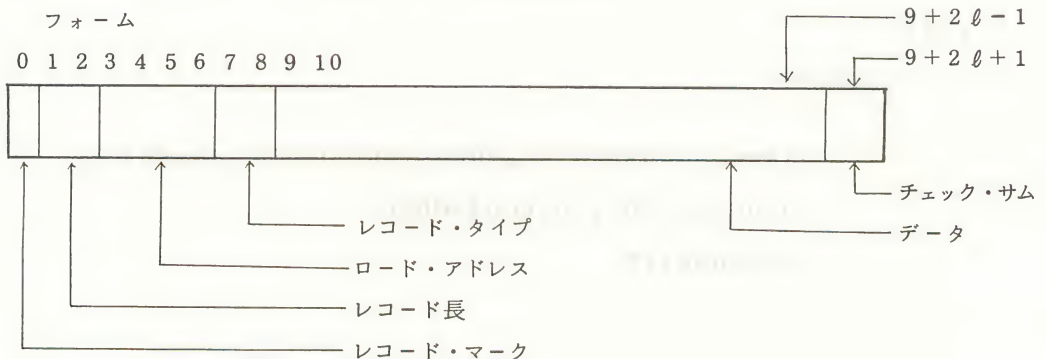 フォーム
9+2ℓ-1
9+2ℓ+1
0 1 2 3 4 5 6 7 8 9 10
チェック・サム
データ
レコード・タイプ
ロード・アドレス
レコード長
レコード・マーク